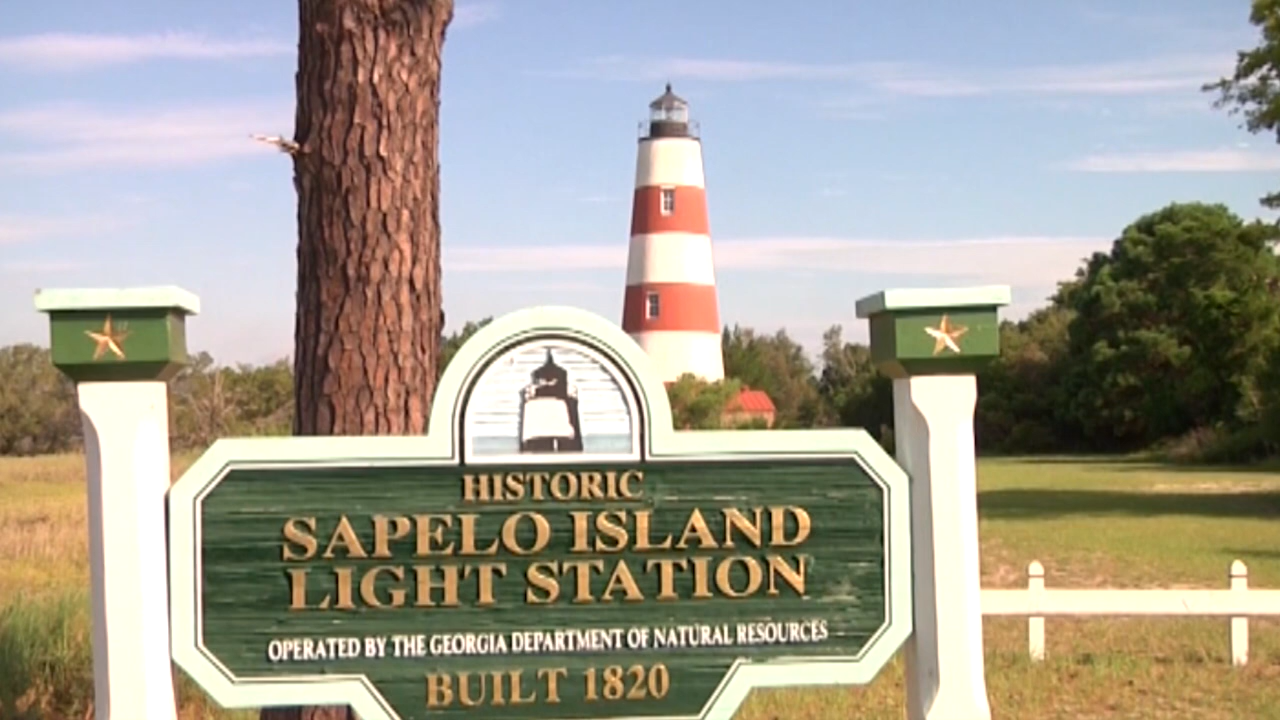 HISTORIC
SAPELO ISLAND
LIGHT STATION
OPERATED BY THE GEORGIA DEPARTMENT OF NATURAL RESOURCES
BUILT 1820